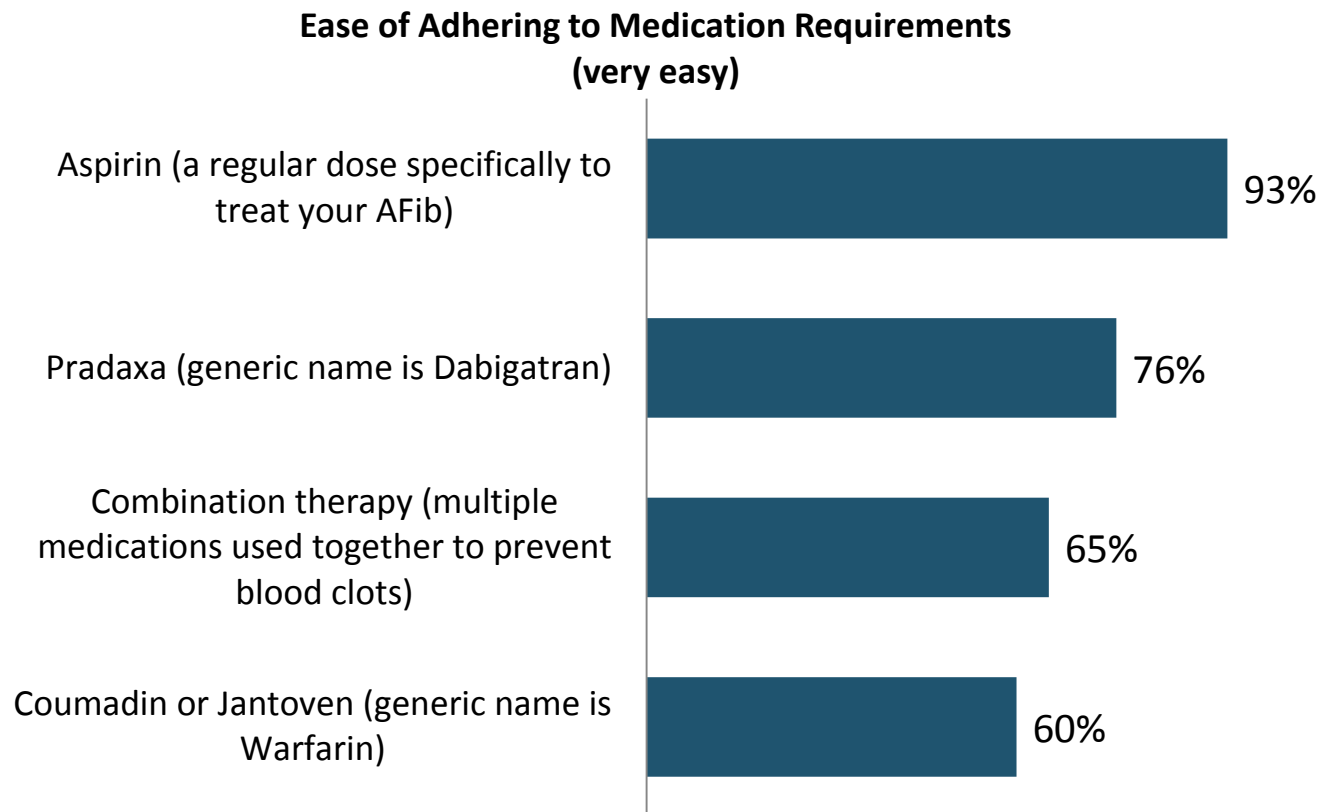 Ease of Adhering to Medication Requirements
(very easy)
Aspirin (a regular dose specifically to
treat your AFib)
93%
Pradaxa (generic name is Dabigatran)
76%
Combination therapy (multiple
medications used together to prevent
blood clots)
65%
Coumadin or Jantoven (generic name is
Warfarin)
60%